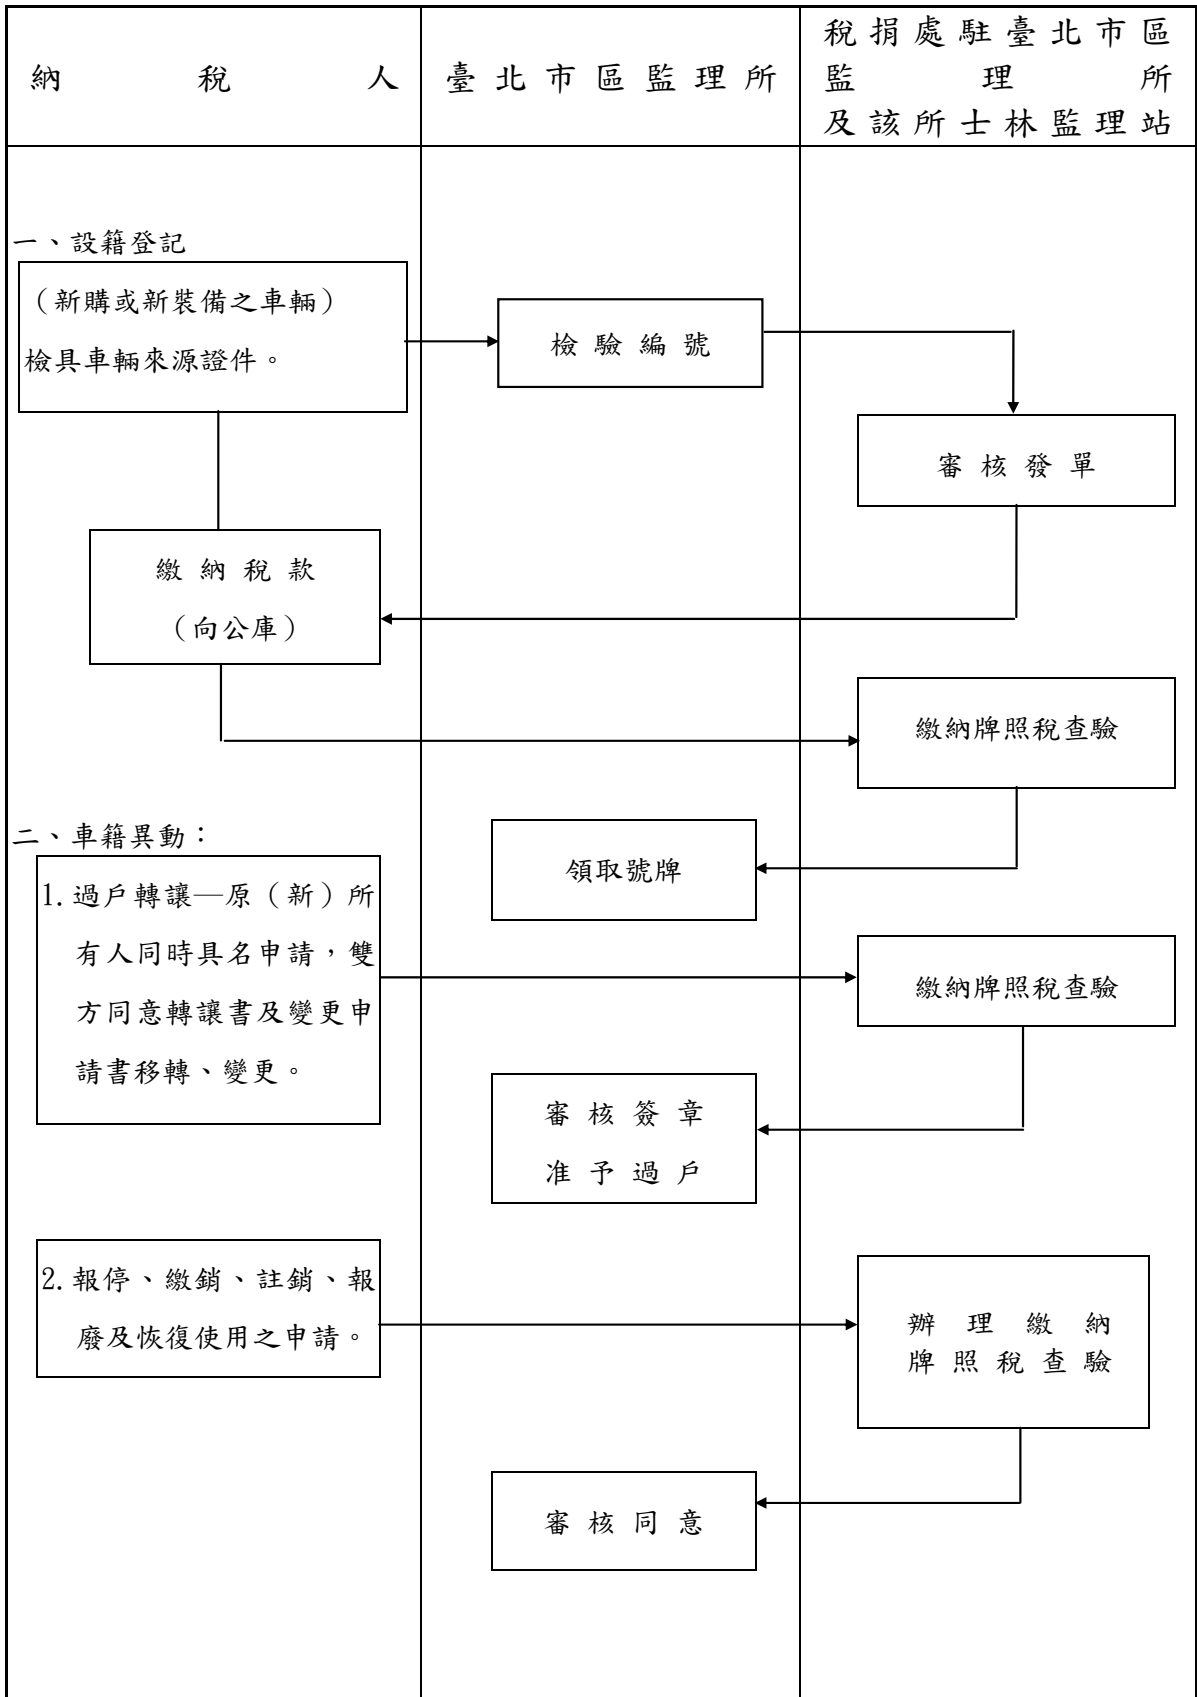 納稅人
臺北市區監理所
稅捐處駐臺北市區
監理所
及該所士林監理站
一、設籍登記
（新購或新裝備之車輛）
檢具車輛來源證件。
檢驗編號
審核發單
繳納稅款
（向公庫）
繳納牌照稅查驗
領取號牌
二、車籍異動：
1.過戶轉讓—原（新）所
有人同時具名申請，雙
方同意轉讓書及變更申
請書移轉、變更。
繳納牌照稅查驗
審核簽章
准予過戶
2.報停、繳銷、註銷、報
廢及恢復使用之申請。
辦理繳納
牌照稅查驗
審核同意